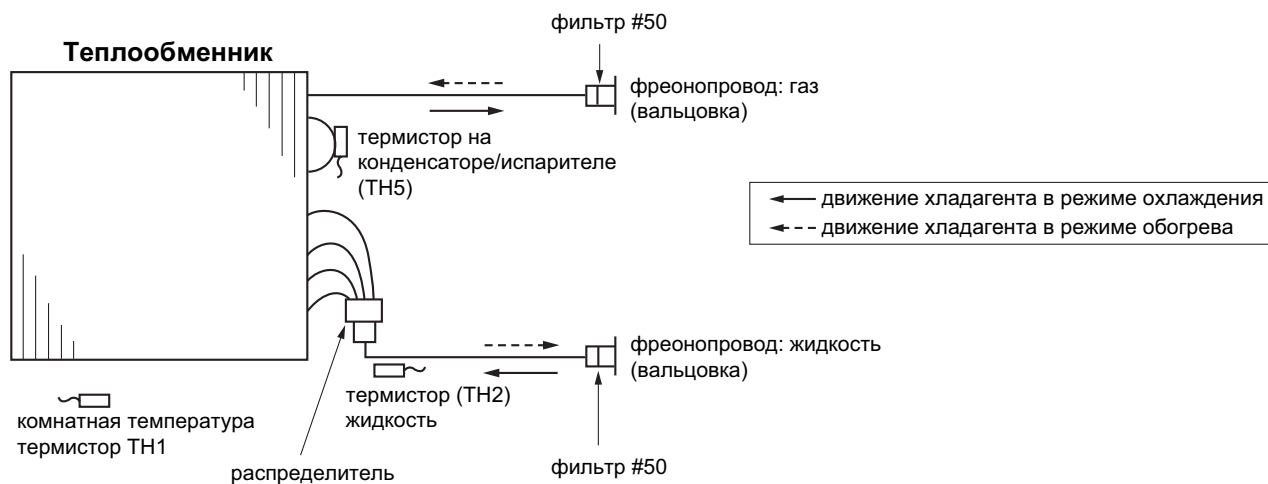 фильтр #50
Теплообменник
фреонопровод: газ
(вальцовка)
термистор на
конденсаторе/испарителе
(TH5)
движение хладагента в режиме охлаждения
движение хладагента в режиме обогрева
фреонопровод: жидкость
(вальцовка)
термистор (TH2)
жидкость
комнатная температура
термистор TH1
распределитель
фильтр #50